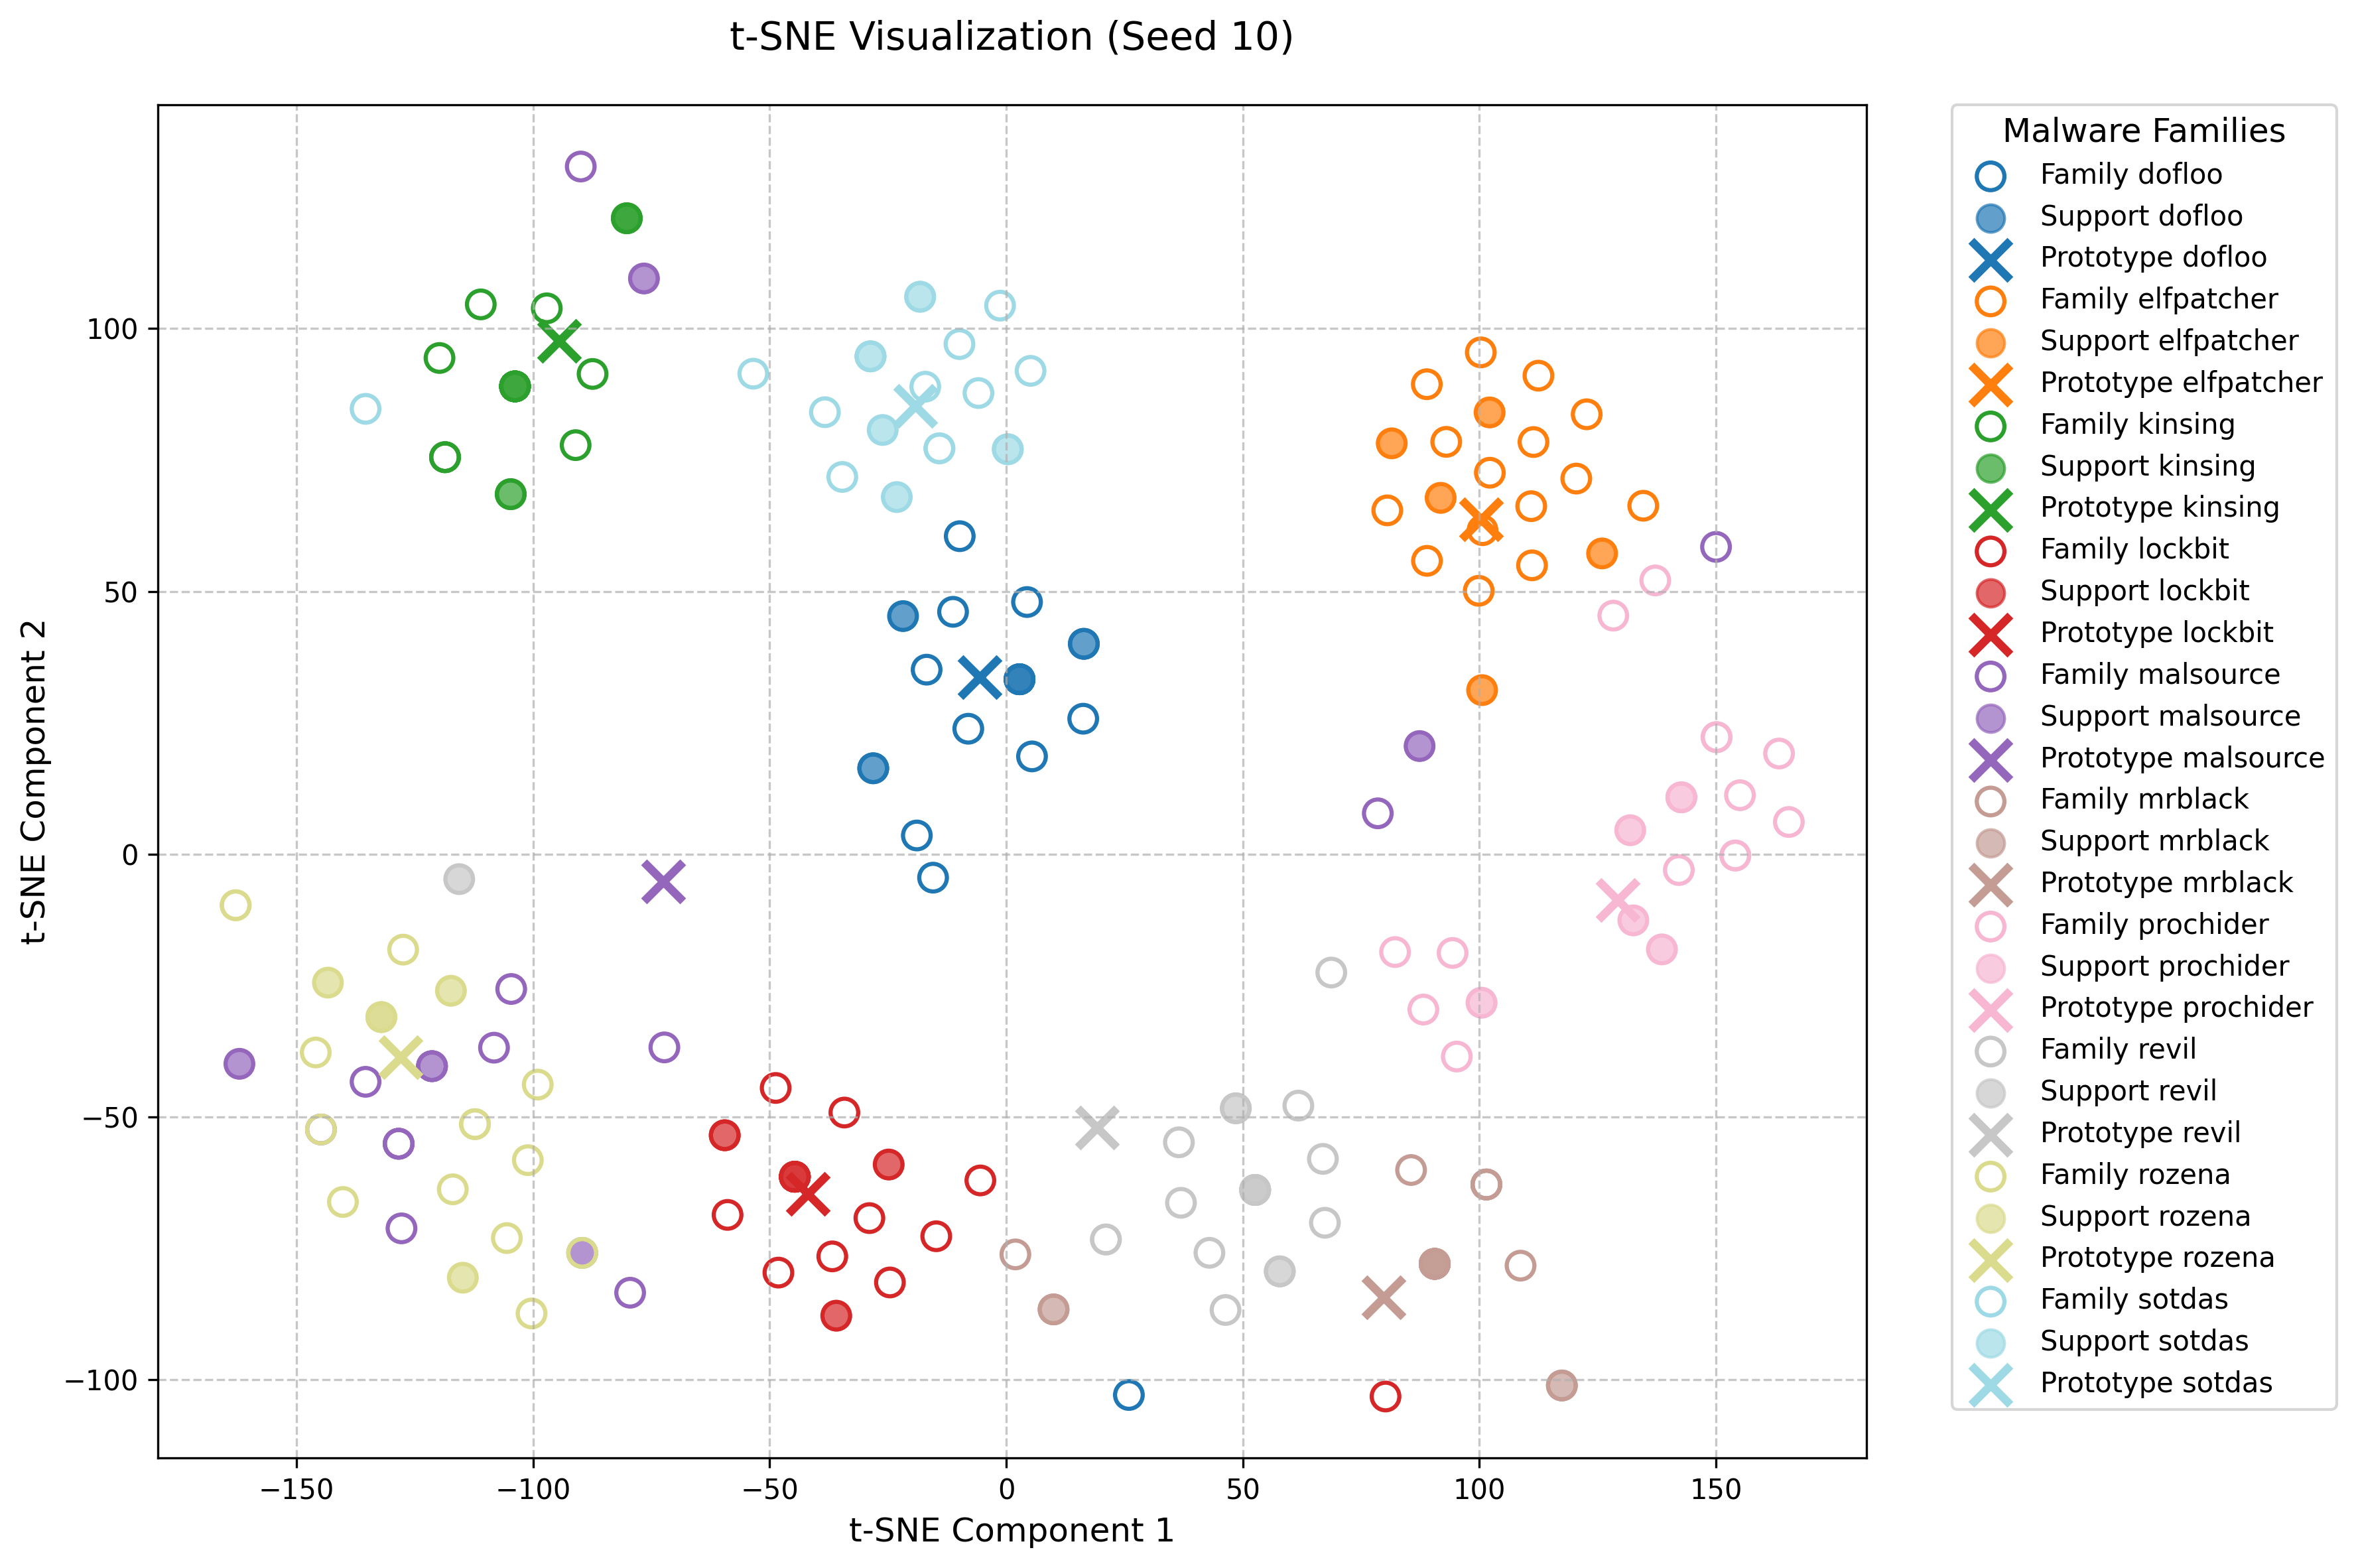 t-SNE Visualization (Seed 10)
t-SNE Component 2
100
50
0
−50
−100
−150
−100
−50
0
50
100
150
t-SNE Component 1
Malware Families
Family dofloo
Support dofloo
Prototype dofloo
Family elfpatcher
Support elfpatcher
Prototype elfpatcher
Family kinsing
Support kinsing
Prototype kinsing
Family lockbit
Support lockbit
Prototype lockbit
Family malsource
Support malsource
Prototype malsource
Family mrblack
Support mrblack
Prototype mrblack
Family prochider
Support prochider
Prototype prochider
Family revil
Support revil
Prototype revil
Family rozena
Support rozena
Prototype rozena
Family sotdas
Support sotdas
Prototype sotdas